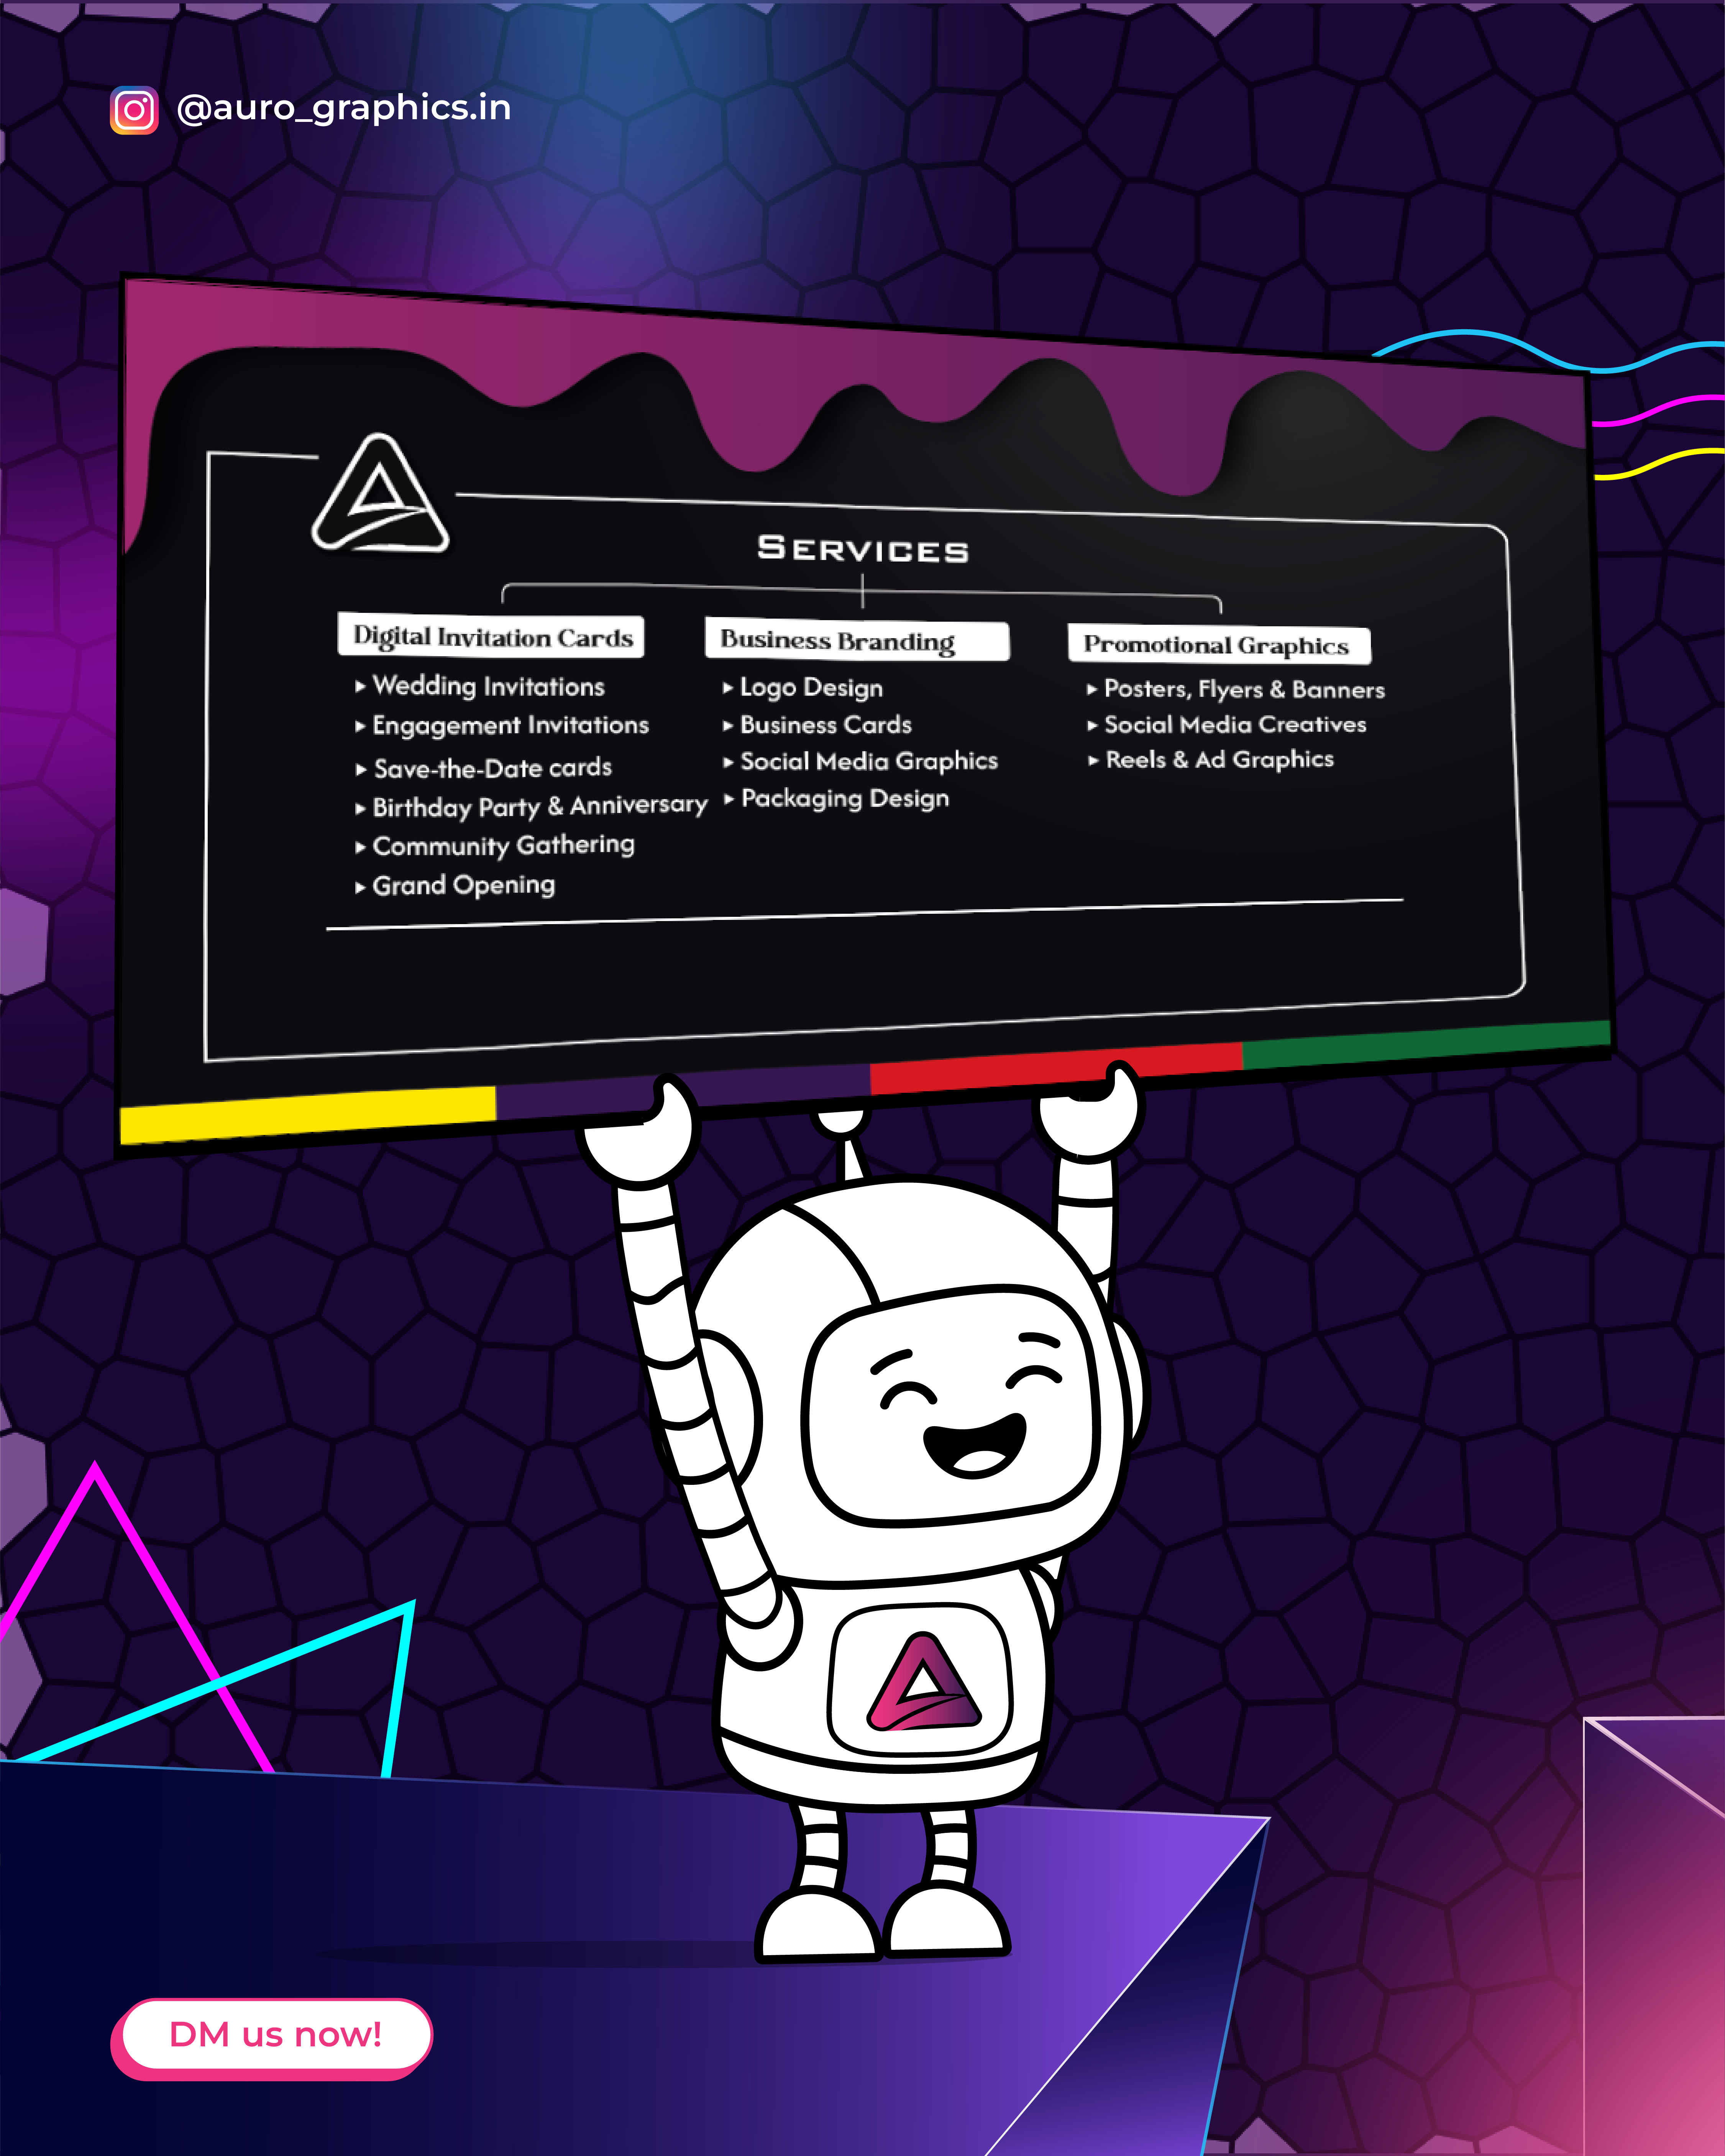 @auro_graphics.in
SERVICES
Digital Invitation Cards
▸ Wedding Invitations
▸ Engagement Invitations
▸ Save-the-Date cards
▸ Birthday Party & Anniversary
▸ Community Gathering
▸ Grand Opening
Business Branding
▸ Logo Design
▸ Business Cards
▸ Social Media Graphics
▸ Packaging Design
Promotional Graphics
▸ Posters, Flyers & Banners
▸ Social Media Creatives
▸ Reels & Ad Graphics
DM us now!